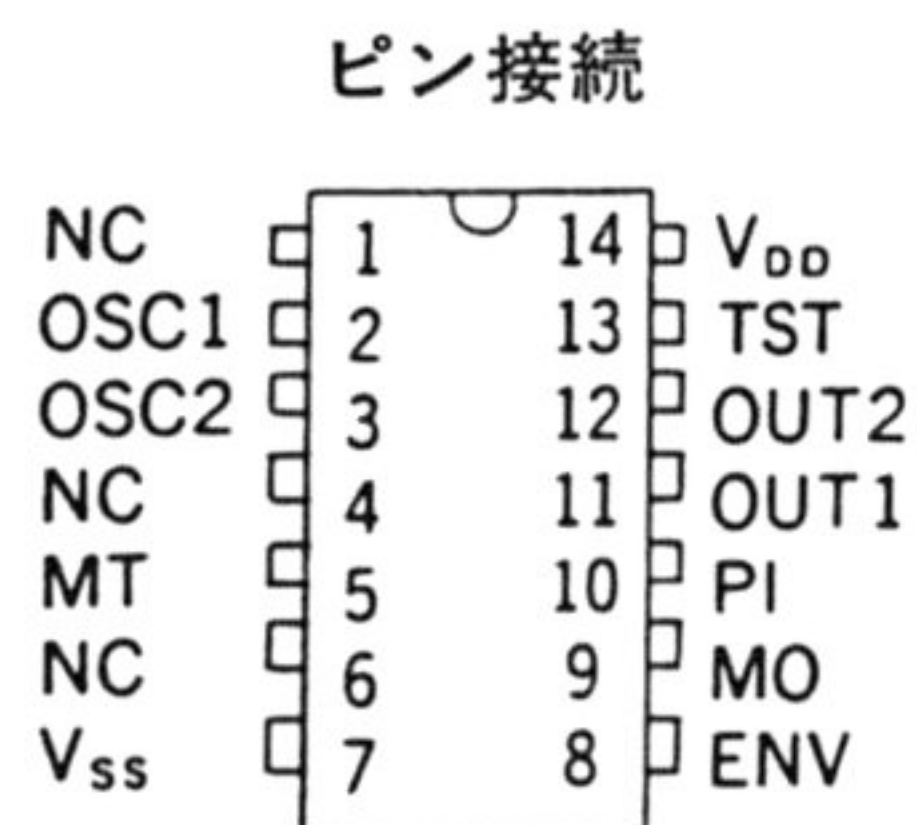 ピン接続
NC 1 14 VDD
OSC1 2 13 TST
OSC2 3 12 OUT2
NC 4 11 OUT1
MT 5 10 PI
NC 6 9 MO
VSS 7 8 ENV